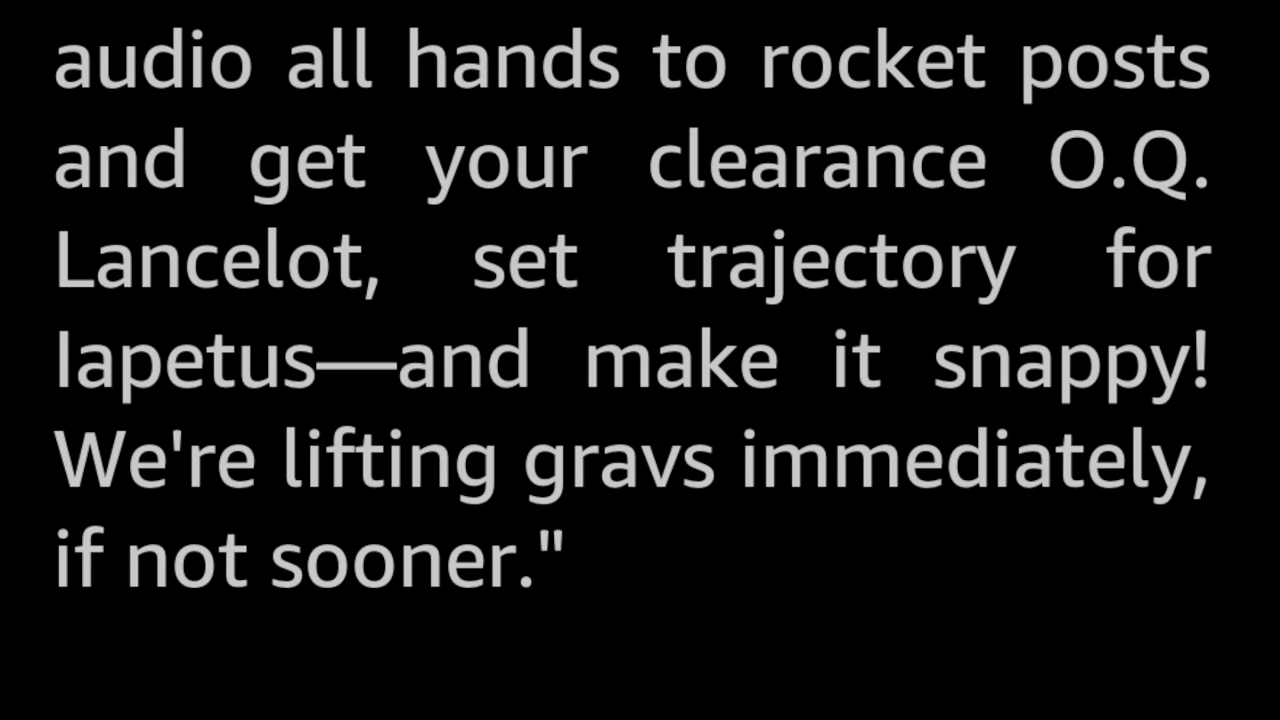 audio all hands to rocket posts
and get your clearance O.Q.
Lancelot, set trajectory for
Iapetus—and make it snappy!
We're lifting gravs immediately,
if not sooner."